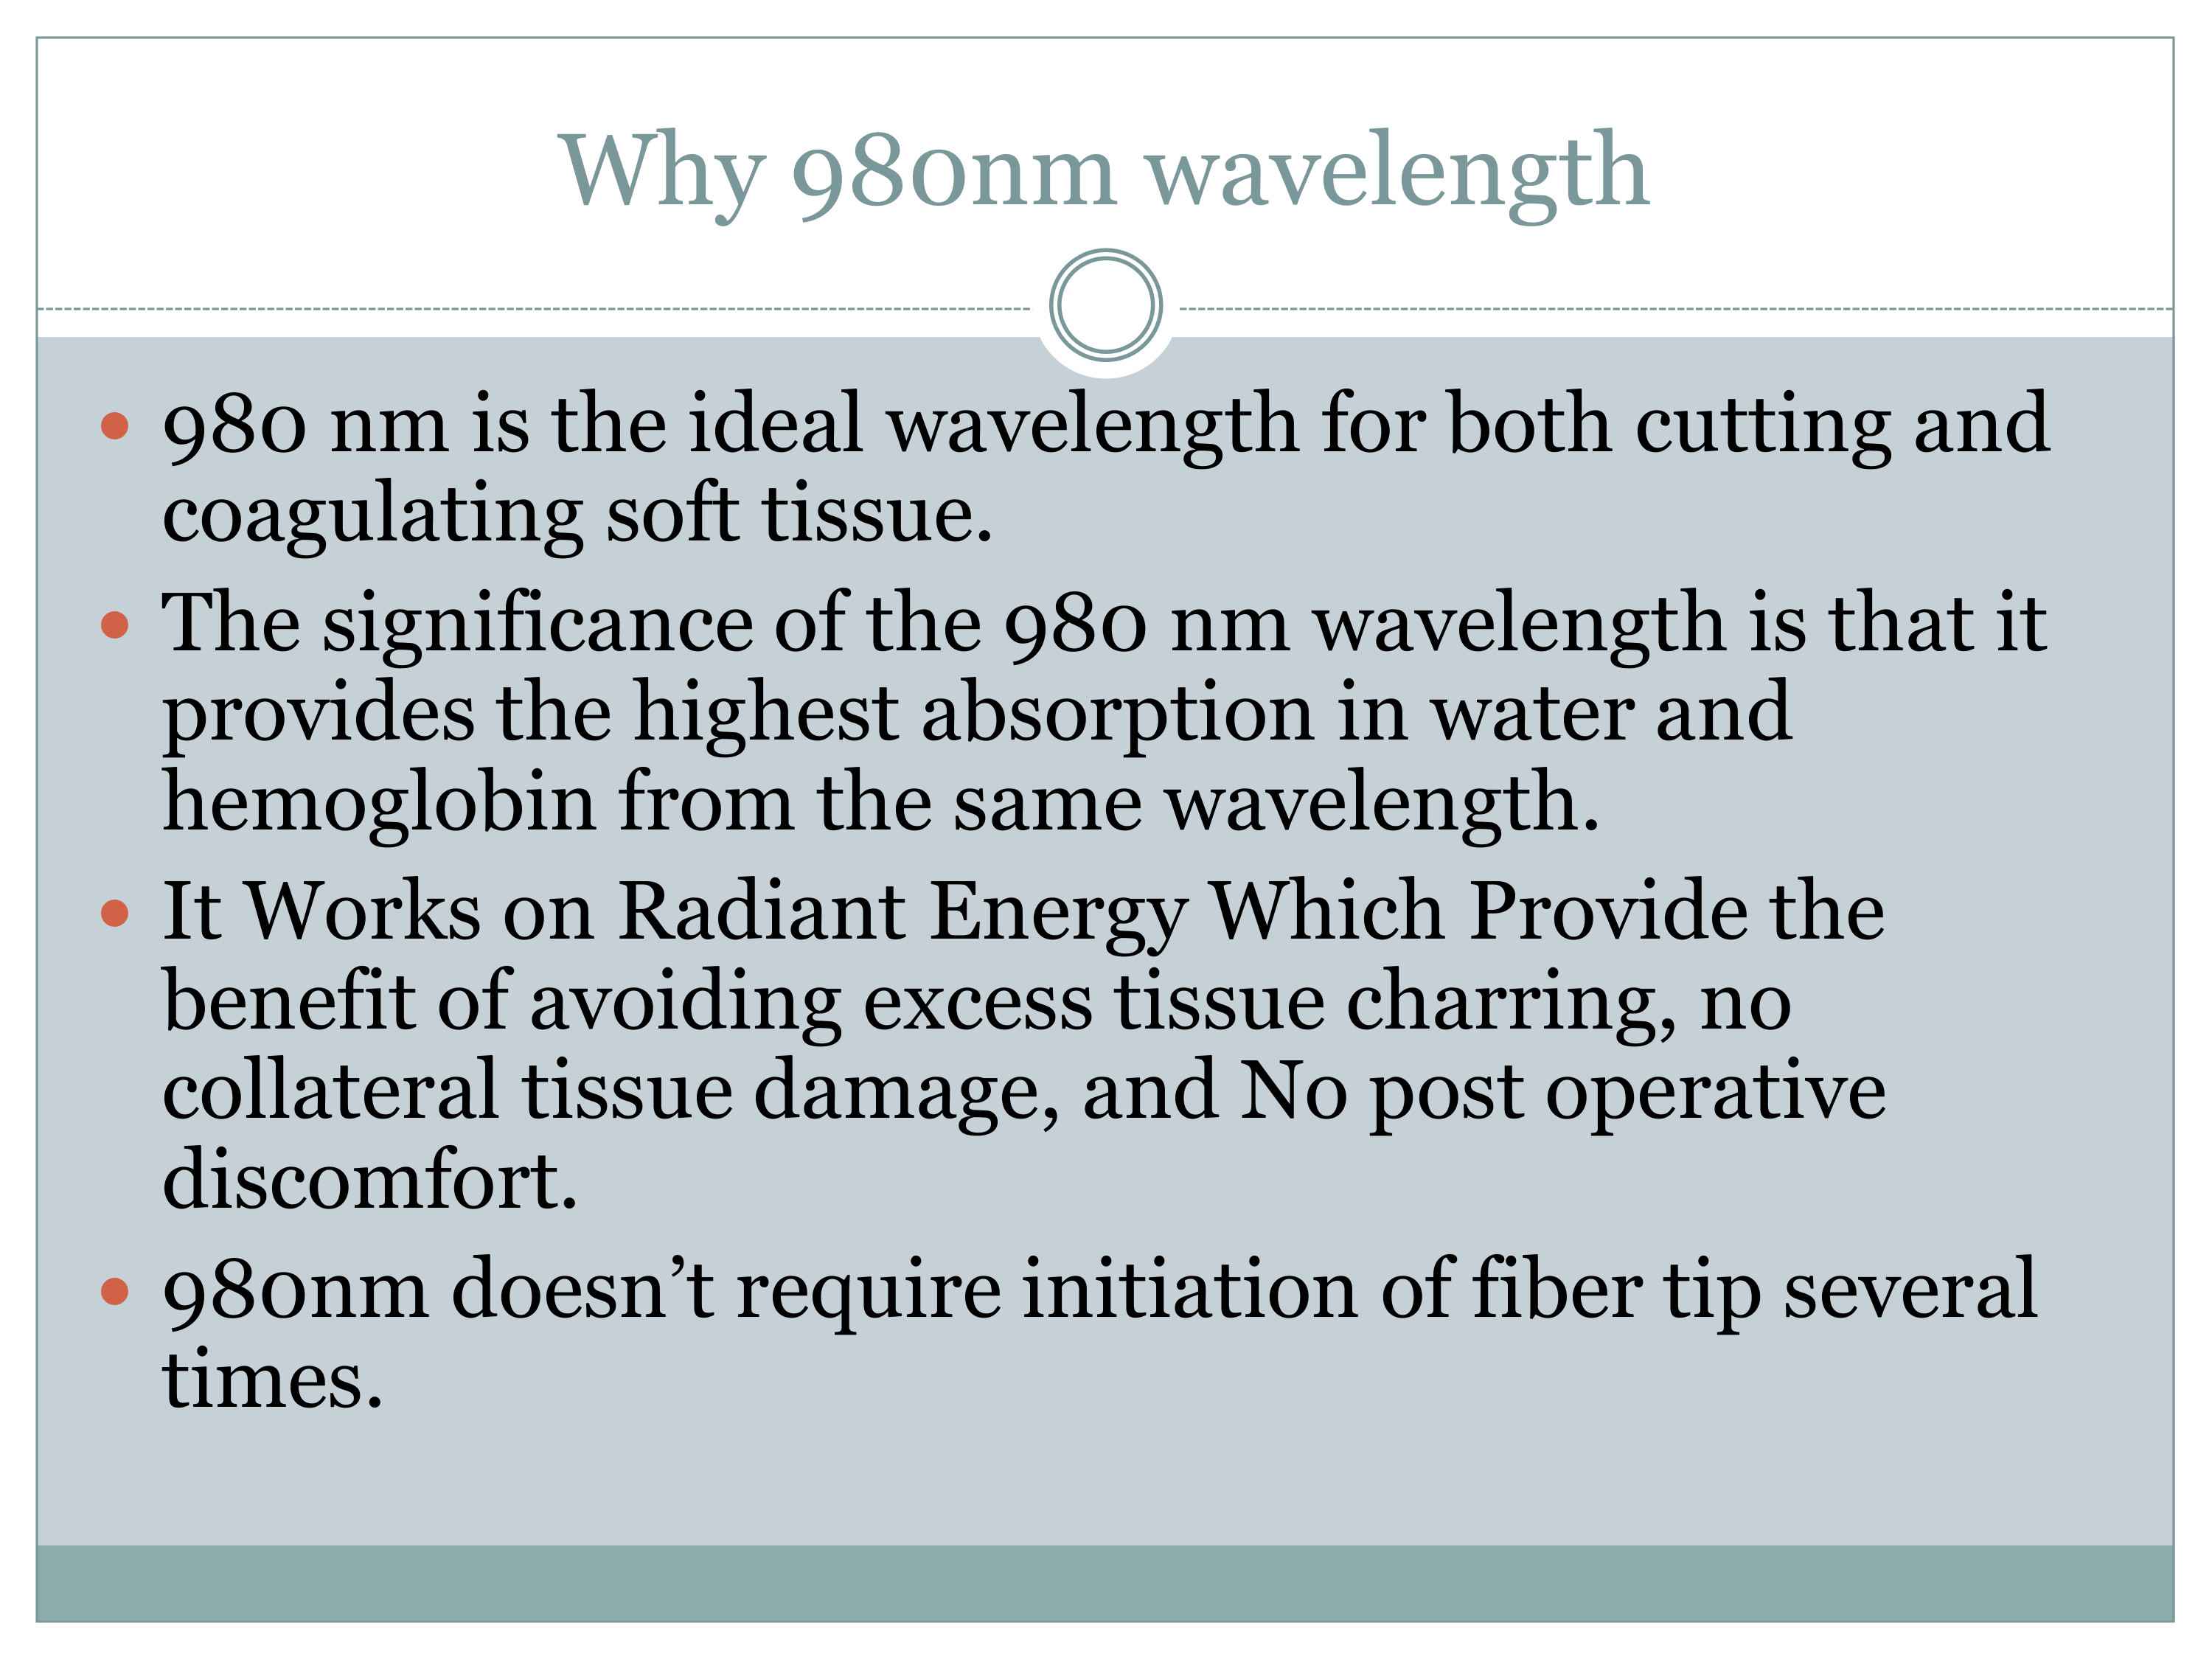 Why 980nm wavelength
980 nm is the ideal wavelength for both cutting and
coagulating soft tissue.
The significance of the 980 nm wavelength is that it
provides the highest absorption in water and
hemoglobin from the same wavelength.
It Works on Radiant Energy Which Provide the
benefit of avoiding excess tissue charring, no
collateral tissue damage, and No post operative
discomfort.
980nm doesn’t require initiation of fiber tip several
times.